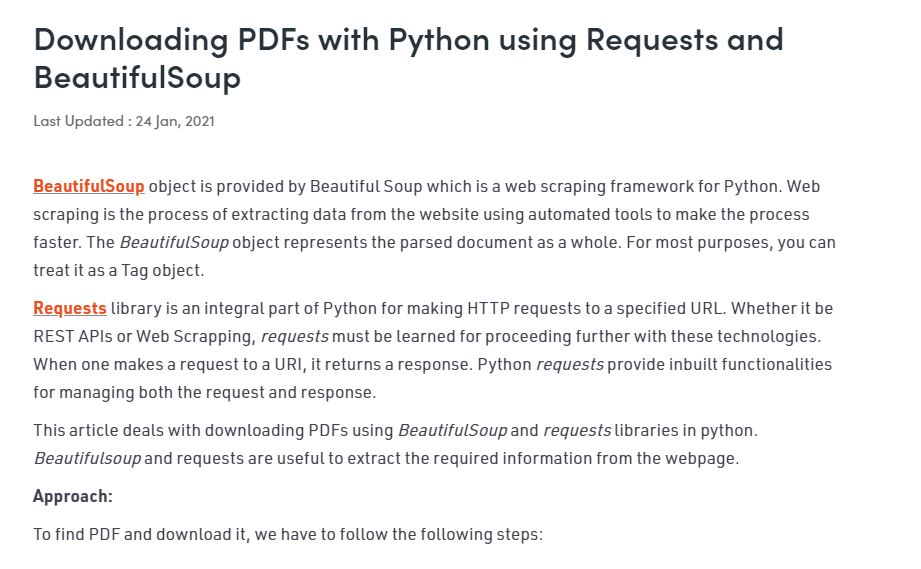 Downloading PDFs with Python using Requests and
BeautifulSoup
Last Updated : 24 Jan, 2021
BeautifulSoup object is provided by Beautiful Soup which is a web scraping framework for Python. Web
scraping is the process of extracting data from the website using automated tools to make the process
faster. The BeautifulSoup object represents the parsed document as a whole. For most purposes, you can
treat it as a Tag object.
Requests library is an integral part of Python for making HTTP requests to a specified URL. Whether it be
REST APIs or Web Scrapping, requests must be learned for proceeding further with these technologies.
When one makes a request to a URI, it returns a response. Python requests provide inbuilt functionalities
for managing both the request and response.
This article deals with downloading PDFs using BeautifulSoup and requests libraries in python.
Beautifulsoup and requests are useful to extract the required information from the webpage.
Approach:
To find PDF and download it, we have to follow the following steps: